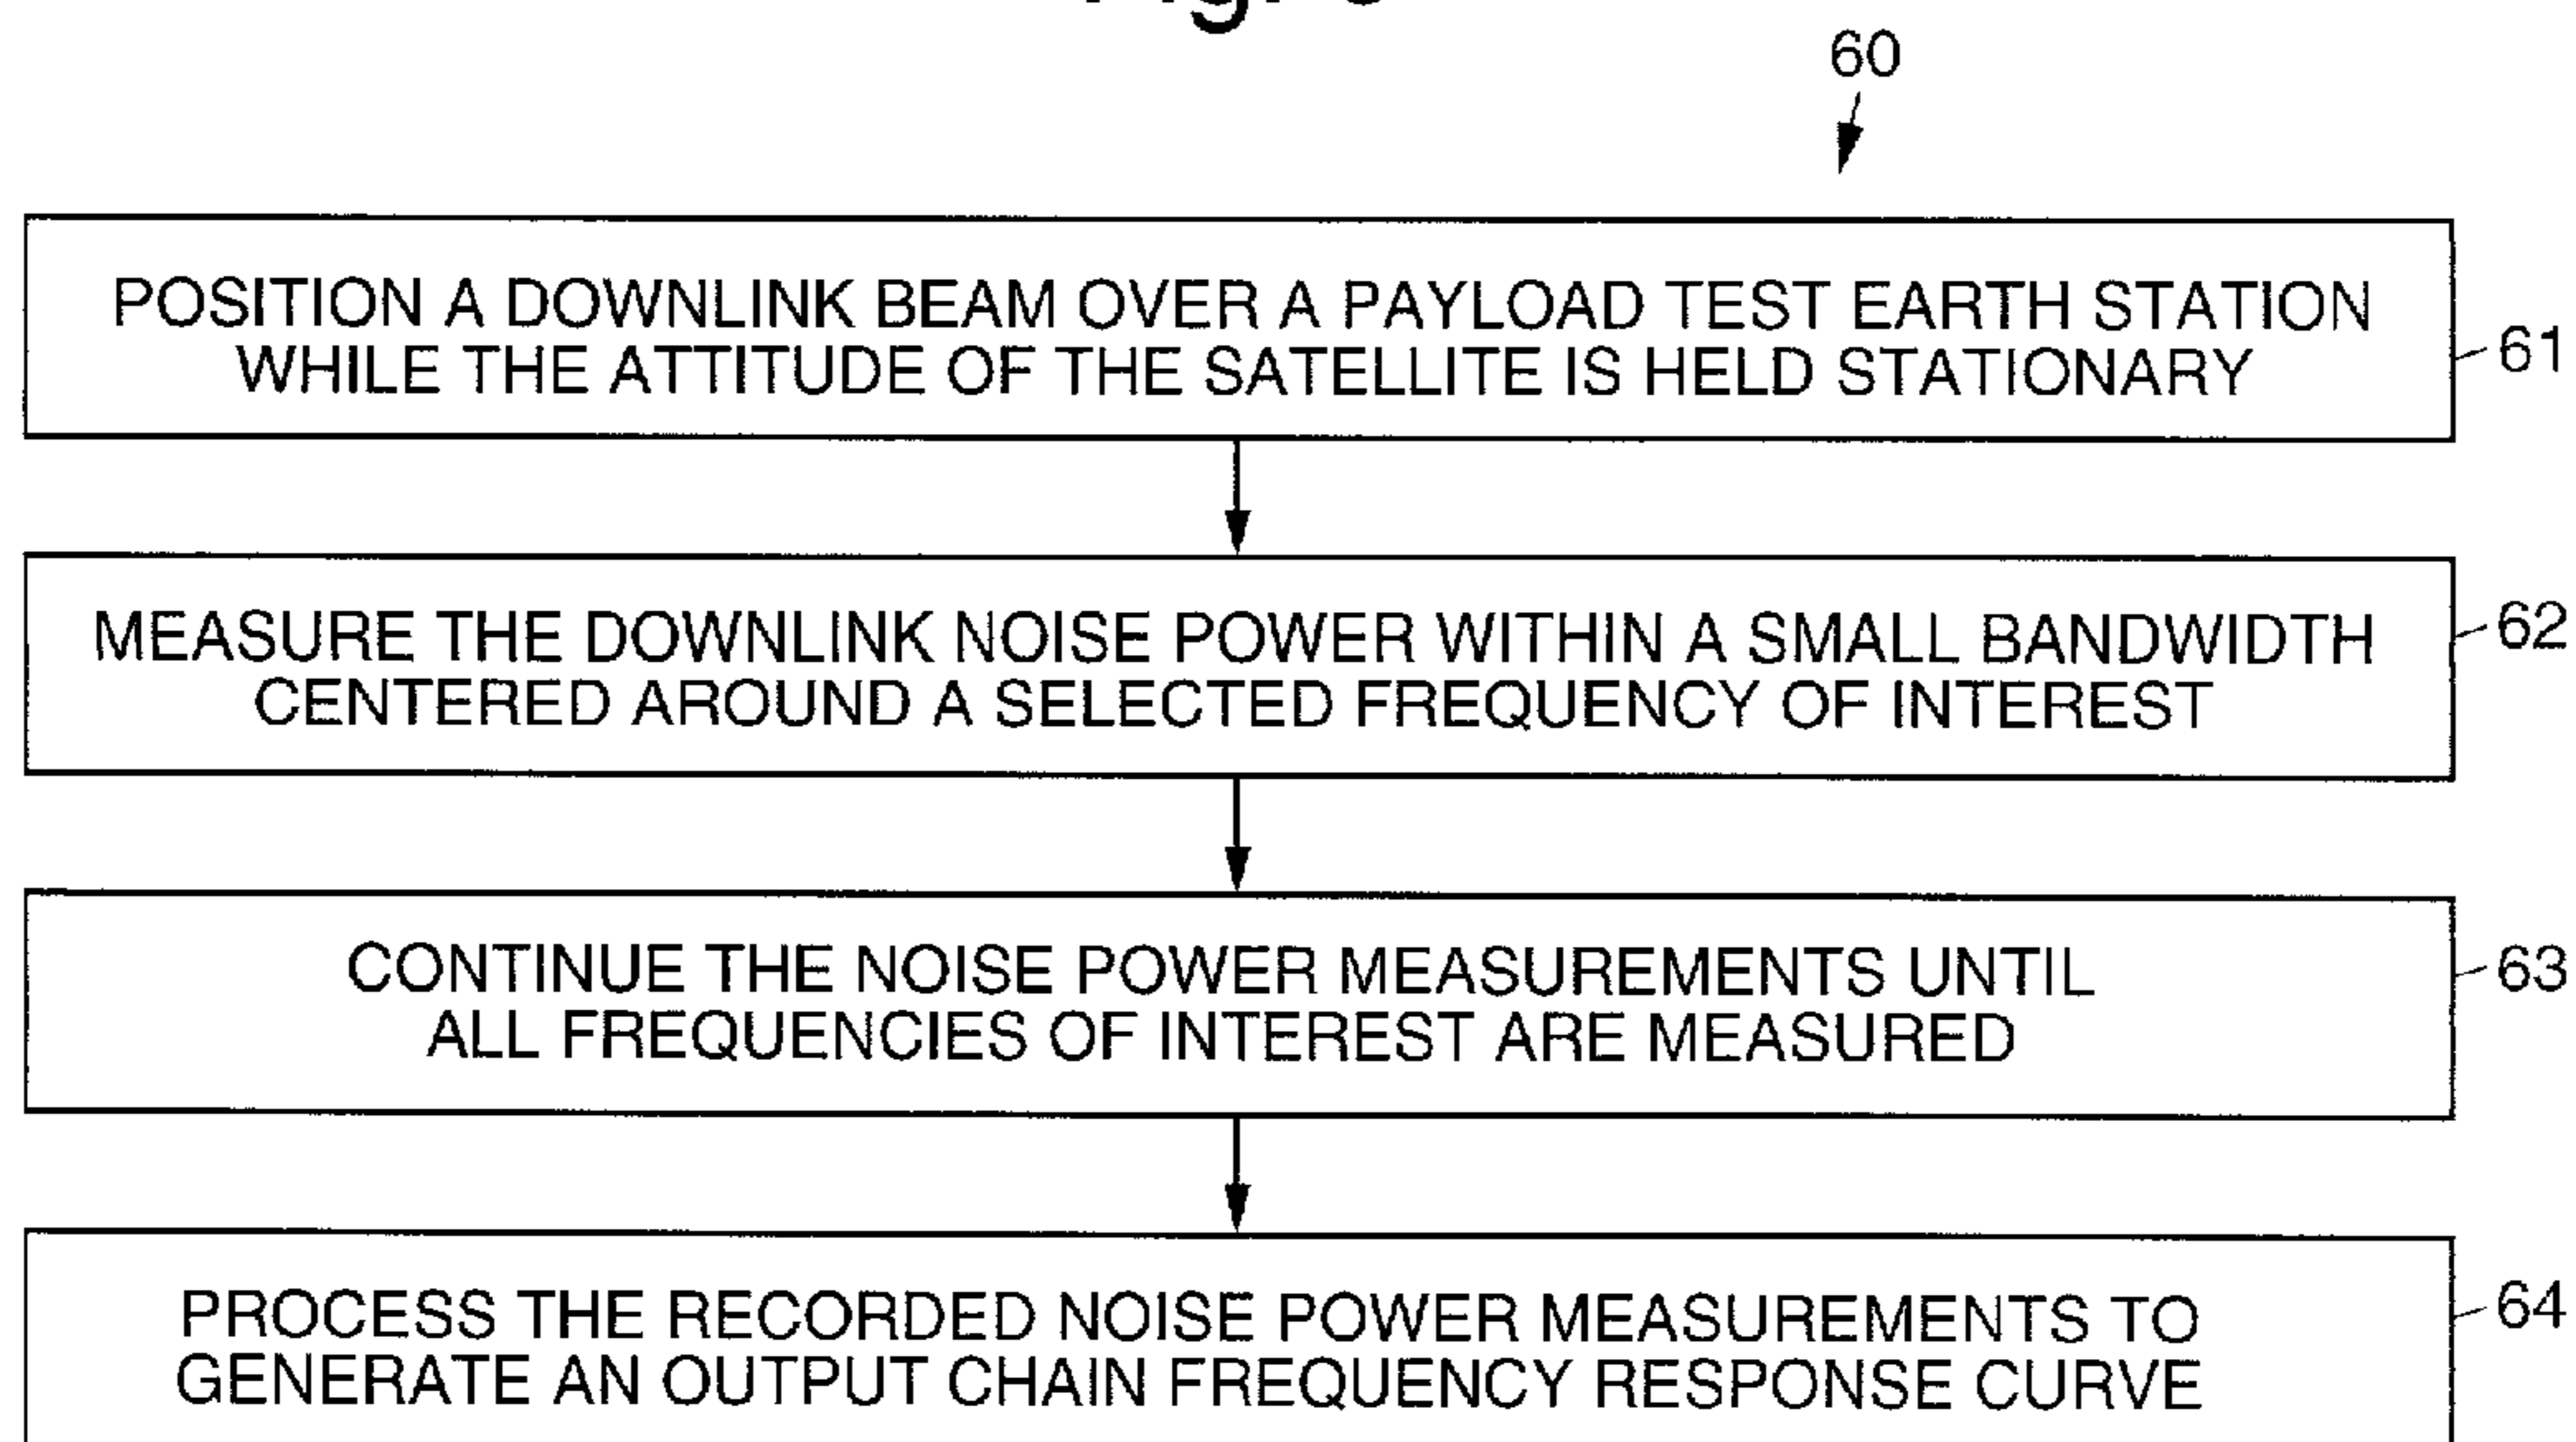 60
POSITION A DOWNLINK BEAM OVER A PAYLOAD TEST EARTH STATION
WHILE THE ATTITUDE OF THE SATELLITE IS HELD STATIONARY
61
MEASURE THE DOWNLINK NOISE POWER WITHIN A SMALL BANDWIDTH
CENTERED AROUND A SELECTED FREQUENCY OF INTEREST
62
CONTINUE THE NOISE POWER MEASUREMENTS UNTIL
ALL FREQUENCIES OF INTEREST ARE MEASURED
63
PROCESS THE RECORDED NOISE POWER MEASUREMENTS TO
GENERATE AN OUTPUT CHAIN FREQUENCY RESPONSE CURVE
64